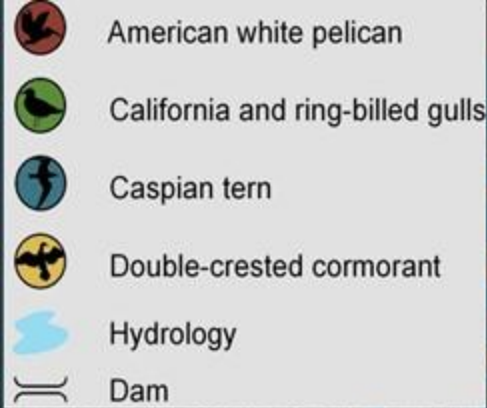 American white pelican
California and ring-billed gulls
Caspian tern
Double-crested cormorant
Hydrology
Dam